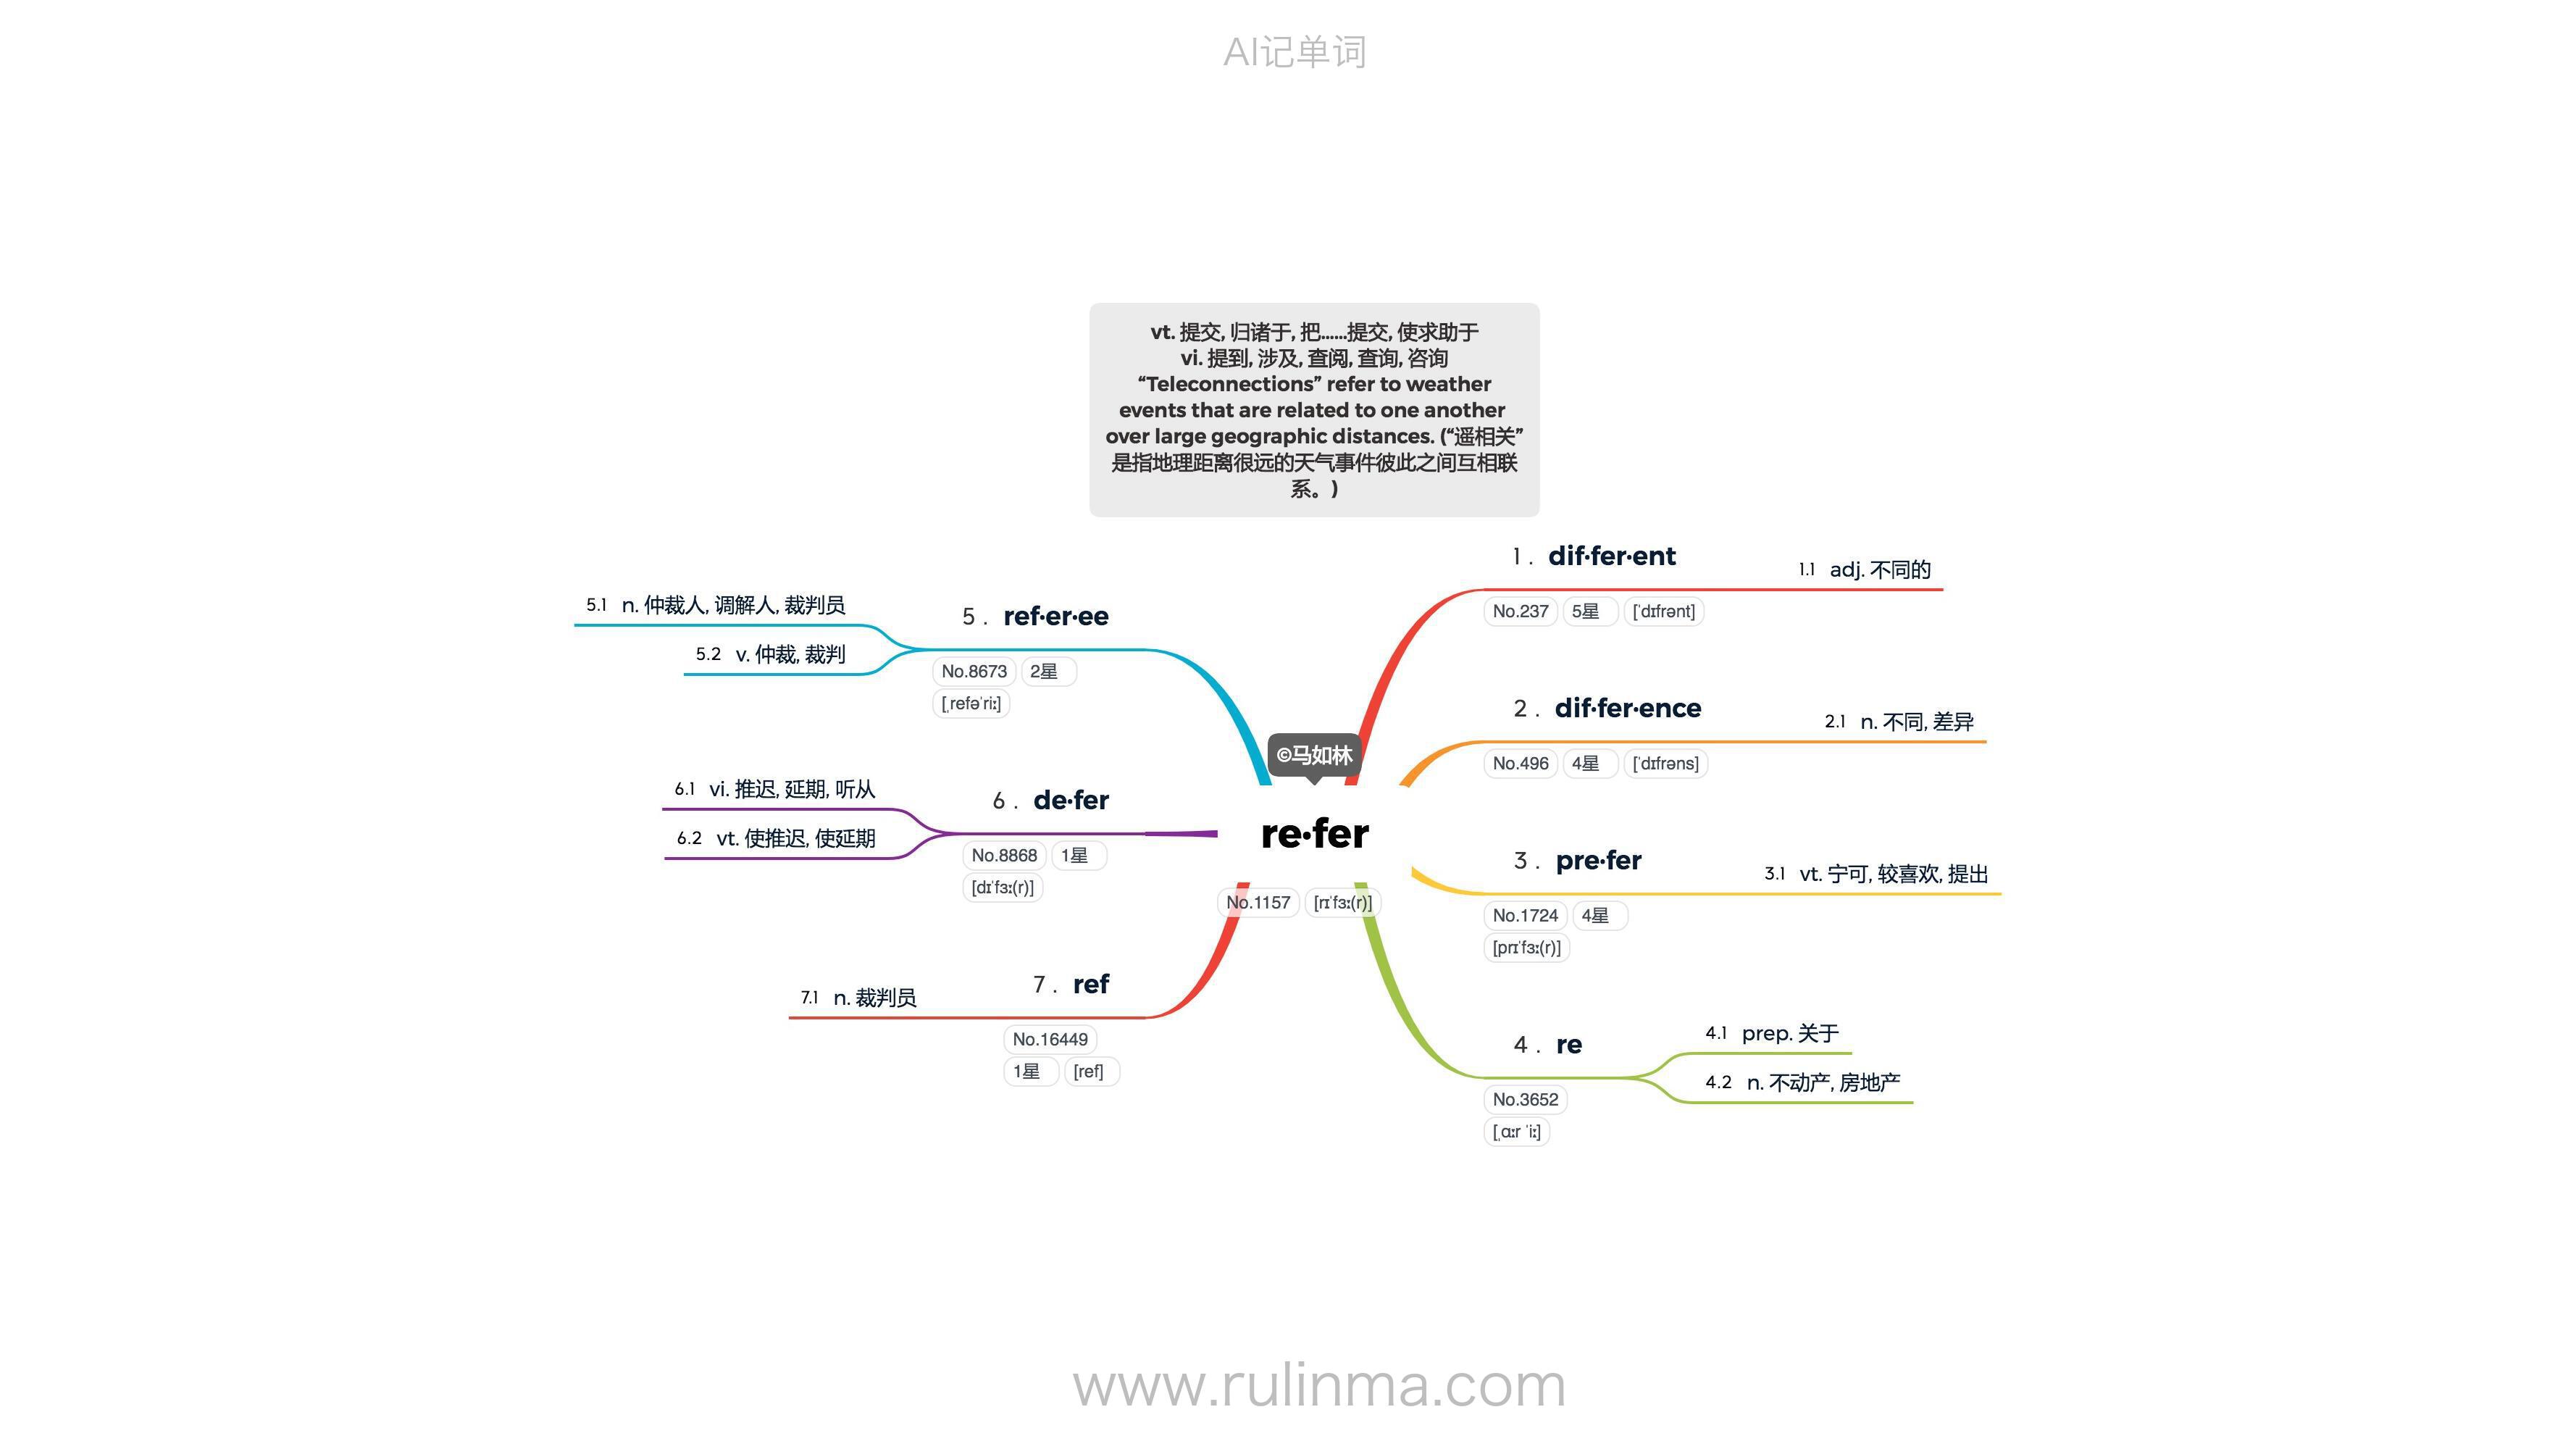 AI记单词
vt. 提交, 归诸于, 把......提交, 使求助于
vi. 提到, 涉及, 查阅, 查询, 咨询
“Teleconnections” refer to weather
events that are related to one another
over large geographic distances. (“遥相关”
是指地理距离很远的天气事件彼此之间互相联
系。)
©马如林
re·fer
No.1157 [rɪˈfɜː(r)]
1 . dif·fer·ent
1.1 adj. 不同的
No.237 5星 [ˈdɪfrənt]
2 . dif·fer·ence
2.1 n. 不同, 差异
No.496 4星 [ˈdɪfrəns]
3 . pre·fer
3.1 vt. 宁可, 较喜欢, 提出
No.1724 4星
[prɪˈfɜː(r)]
4 . re
4.1 prep. 关于
4.2 n. 不动产, 房地产
No.3652
[ˌɑːr ˈiː]
5 . ref·er·ee
5.1 n. 仲裁人, 调解人, 裁判员
5.2 v. 仲裁, 裁判
No.8673 2星
[ˌrefəˈriː]
6 . de·fer
6.1 vi. 推迟, 延期, 听从
6.2 vt. 使推迟, 使延期
No.8868 1星
[dɪˈfɜː(r)]
7 . ref
7.1 n. 裁判员
No.16449
1星 [ref]
www.rulinma.com